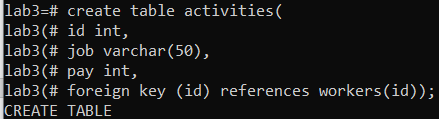 lab3=# create table activities(
lab3(# id int,
lab3(# job varchar(50),
lab3(# pay int,
lab3(# foreign key (id) references workers(id));
CREATE TABLE